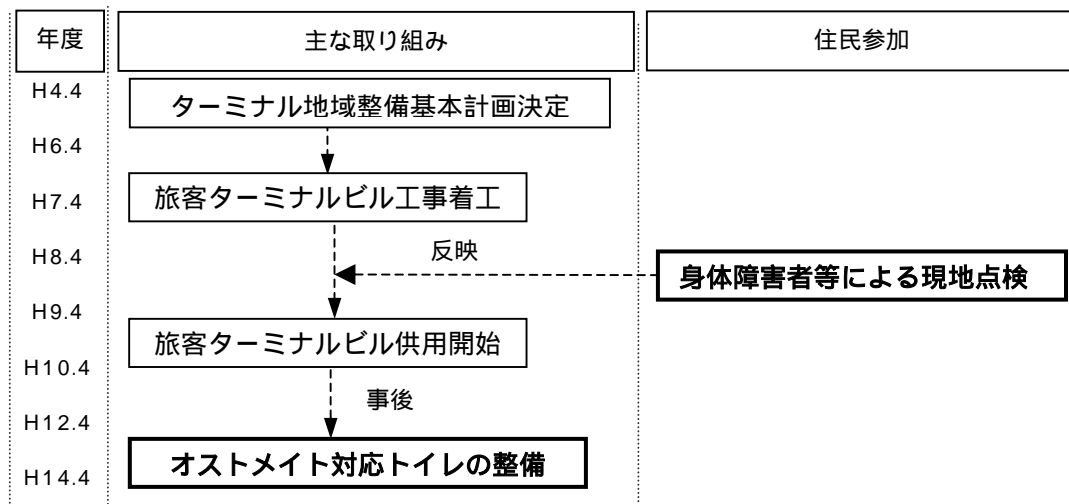 年度
主な取り組み
住民参加
H4.4
ターミナル地域整備基本計画決定
H6.4
H7.4
旅客ターミナルビル工事着工
H8.4
反映
身体障害者等による現地点検
H9.4
旅客ターミナルビル供用開始
H10.4
事後
H12.4
オストメイト対応トイレの整備
H14.4